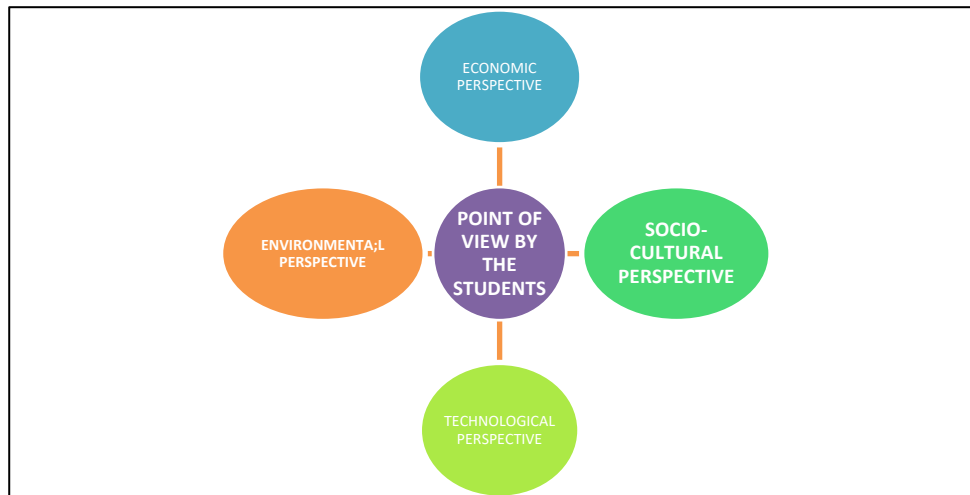 ECONOMIC
PERSPECTIVE
ENVIRONMENTA;L
PERSPECTIVE
POINT OF
VIEW BY
THE
STUDENTS
SOCIO-
CULTURAL
PERSPECTIVE
TECHNOLOGICAL
PERSPECTIVE